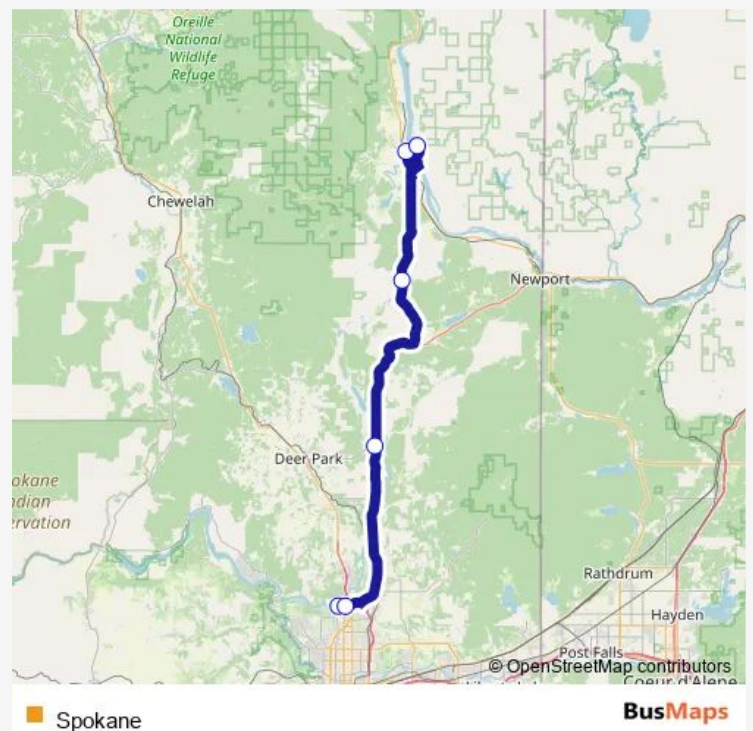 Oreille
National
Wildlife
Refuge
Chewelah
Newport
Deer Park
okane
ndian
ervation
Rathdrum
Hayden
Post Falls
© OpenStreetMap contributors
Coeur d'Alene
Spokane
BusMaps